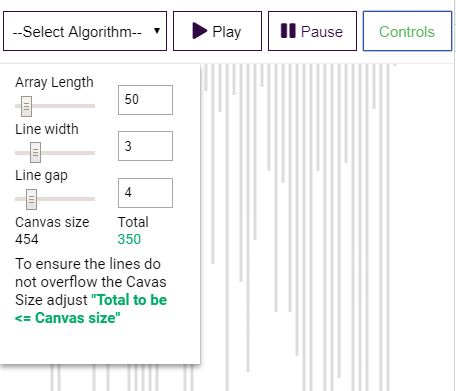 --Select Algorithm-- Play Pause Controls
Array Length
50
Line width
3
Line gap
4
Canvas size Total
454 350
To ensure the lines do
not overflow the Cavas
Size adjust "Total to be
<= Canvas size"